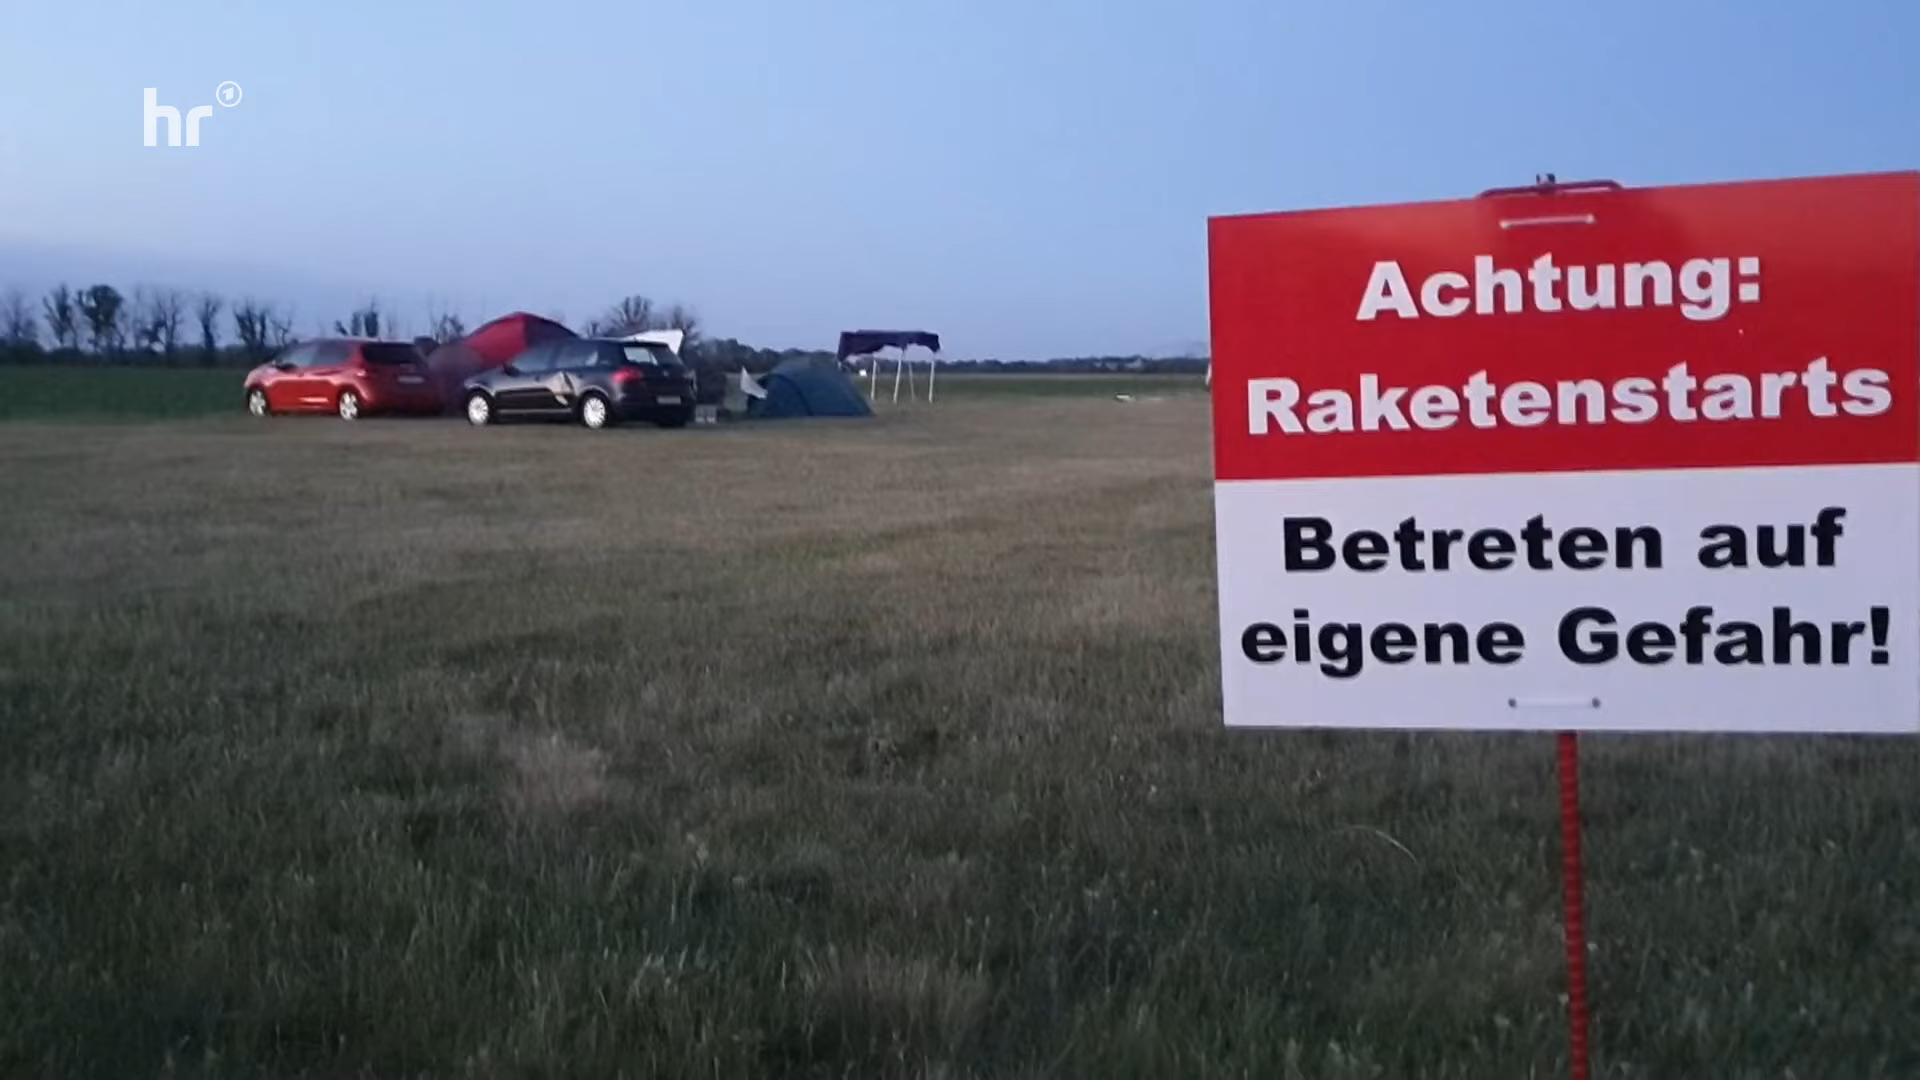 hr
Achtung:
Raketenstarts
Betreten auf
eigene Gefahr!